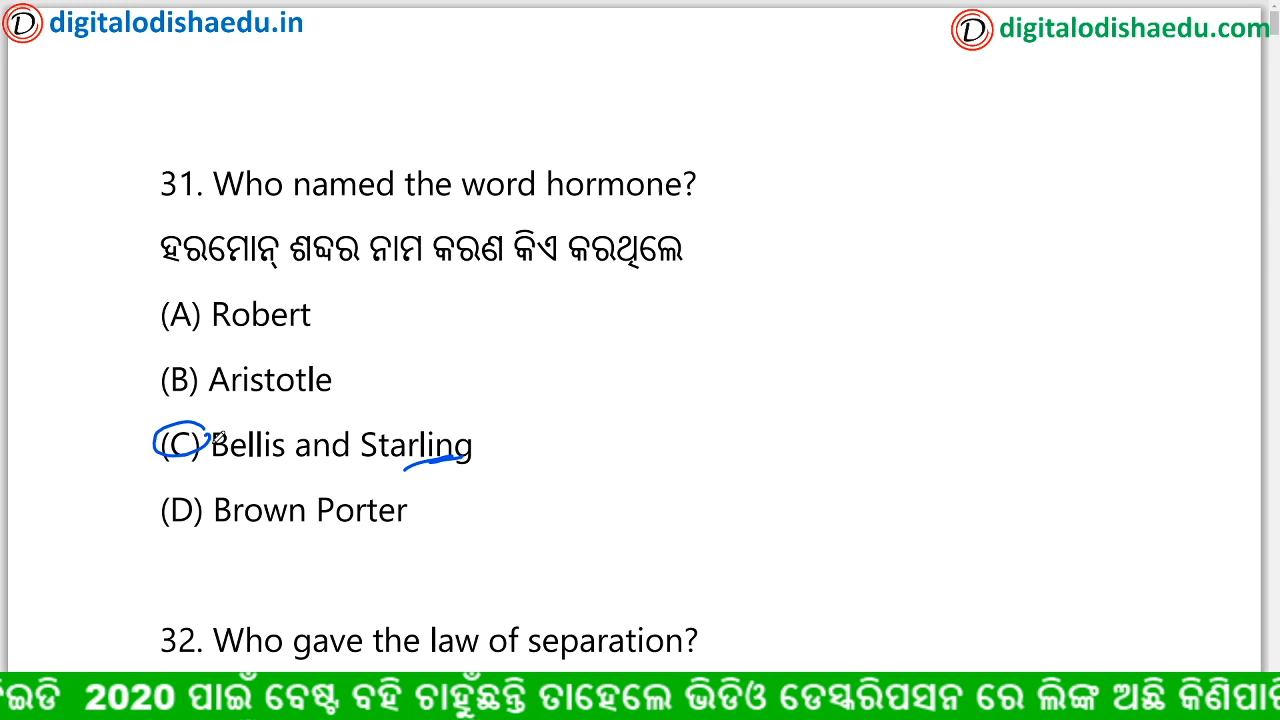 digitalodishaedu.in
digitalodishaedu.com
31. Who named the word hormone?
ହରମୋନ୍ ଶବ୍ଦର ନାମ କରଣ କିଏ କରଥିଲେ
(A) Robert
(B) Aristotle
(C) Bellis and Starling
(D) Brown Porter
32. Who gave the law of separation?
2020 ପାଇଁ ବେଷ୍ଟ ବହି ଚାହୁଁଛନ୍ତି ତାହେଲେ ଭିଡିଓ ଡେସ୍କରିପସନ ରେ ଲିଙ୍କ ଅଛି